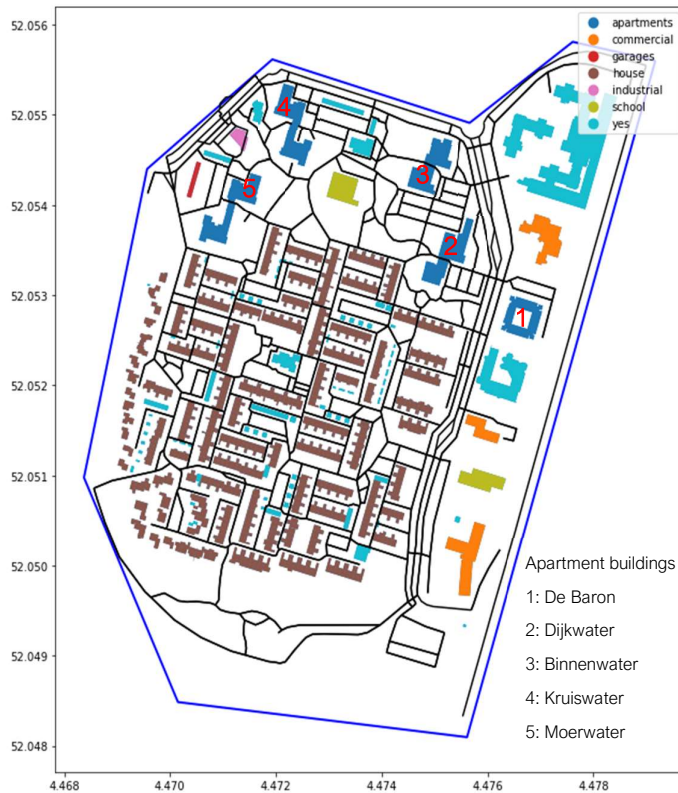 52.056
52.055
52.054
52.053
52.052
52.051
52.050
52.049
52.048
4.468
4.470
4.472
4.474
4.476
4.478
apartments
commercial
garages
house
industrial
school
yes
4
3
5
2
1
Apartment buildings
1: De Baron
2: Dijkwater
3: Binnenwater
4: Kruiswater
5: Moerwater